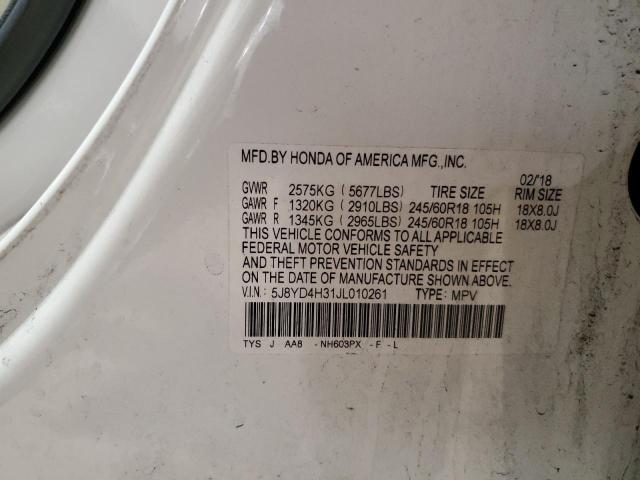 MFD.BY HONDA OF AMERICA MFG.,INC.
02/'18
GVWR 2575KG ( 5677LBS) TIRE SIZE RIM SIZE
GAWR F 1320KG ( 2910LBS) 245/60R18 105H 18X8.0J
GAWR R 1345KG ( 2965LBS) 245/60R18 105H 18X8.0J
THIS VEHICLE CONFORMS TO ALL APPLICABLE
FEDERAL MOTOR VEHICLE SAFETY
AND THEFT PREVENTION STANDARDS IN EFFECT
ON THE DATE OF MANUFACTURE SHOWN ABOVE.
V.I.N: 5J8YD4H31JL010261 TYPE: MPV
TYS J AA8 - NH603PX - F - L